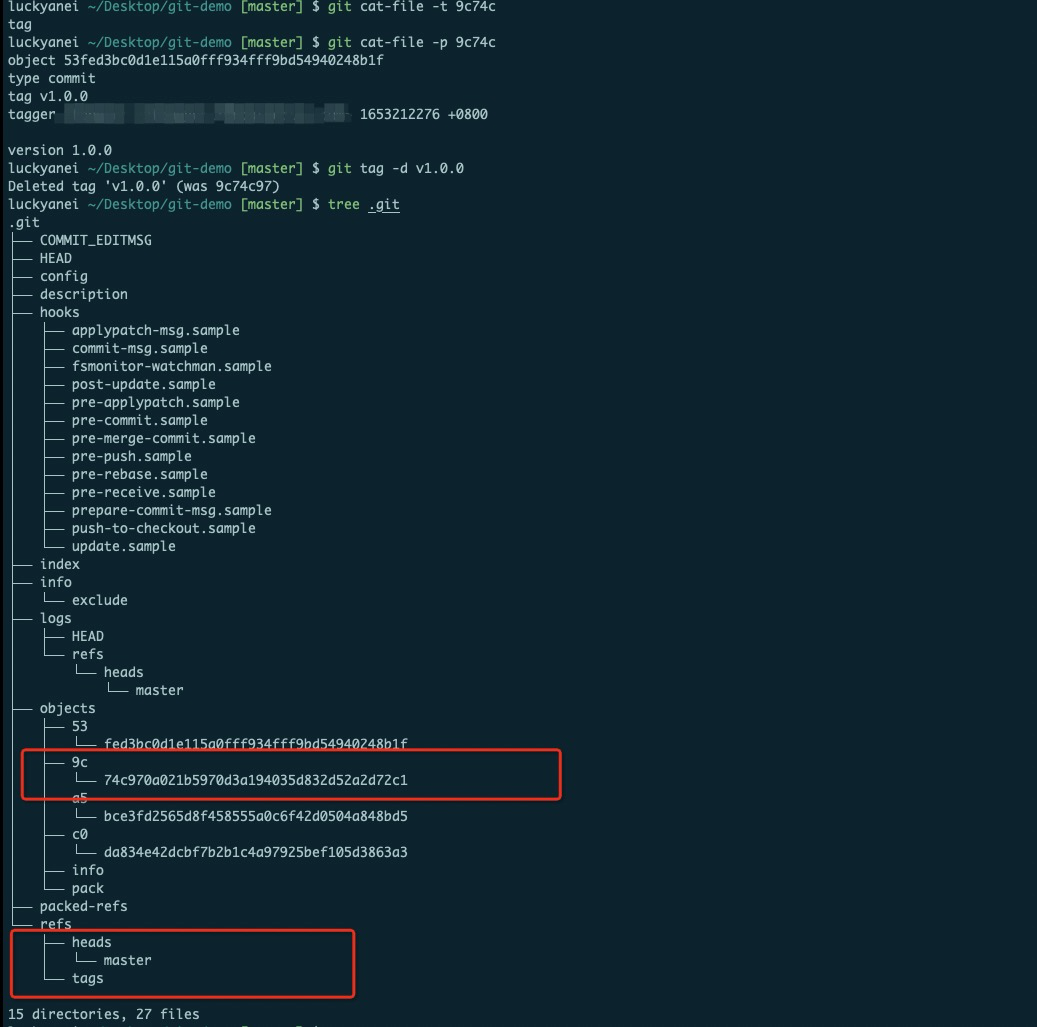 luckyanei ~/Desktop/git-demo [master] $ git cat-file -t 9c74c
tag
luckyanei ~/Desktop/git-demo [master] $ git cat-file -p 9c74c
object 53fed3bc0d1e115a0fff934fff9bd54940248b1f
type commit
tag v1.0.0
tagger 1653212276 +0800
version 1.0.0
luckyanei ~/Desktop/git-demo [master] $ git tag -d v1.0.0
Deleted tag 'v1.0.0' (was 9c74c97)
luckyanei ~/Desktop/git-demo [master] $ tree .git
.git
├── COMMIT_EDITMSG
├── HEAD
├── config
├── description
├── hooks
│   ├── applypatch-msg.sample
│   ├── commit-msg.sample
│   ├── fsmonitor-watchman.sample
│   ├── post-update.sample
│   ├── pre-applypatch.sample
│   ├── pre-commit.sample
│   ├── pre-merge-commit.sample
│   ├── pre-push.sample
│   ├── pre-rebase.sample
│   ├── pre-receive.sample
│   ├── prepare-commit-msg.sample
│   ├── push-to-checkout.sample
│   └── update.sample
├── index
├── info
│   └── exclude
├── logs
│   ├── HEAD
│   └── refs
│       └── heads
│           └── master
├── objects
│   ├── 53
│   │   └── fed3bc0d1e115a0fff934fff9bd54940248b1f
│   ├── 9c
│   │   └── 74c970a021b5970d3a194035d832d52a2d72c1
│   ├── a5
│   │   └── bce3fd2565d8f458555a0c6f42d0504a848bd5
│   ├── c0
│   │   └── da834e42dcbf7b2b1c4a97925bef105d3863a3
│   ├── info
│   └── pack
├── packed-refs
└── refs
    ├── heads
    │   └── master
    └── tags
15 directories, 27 files